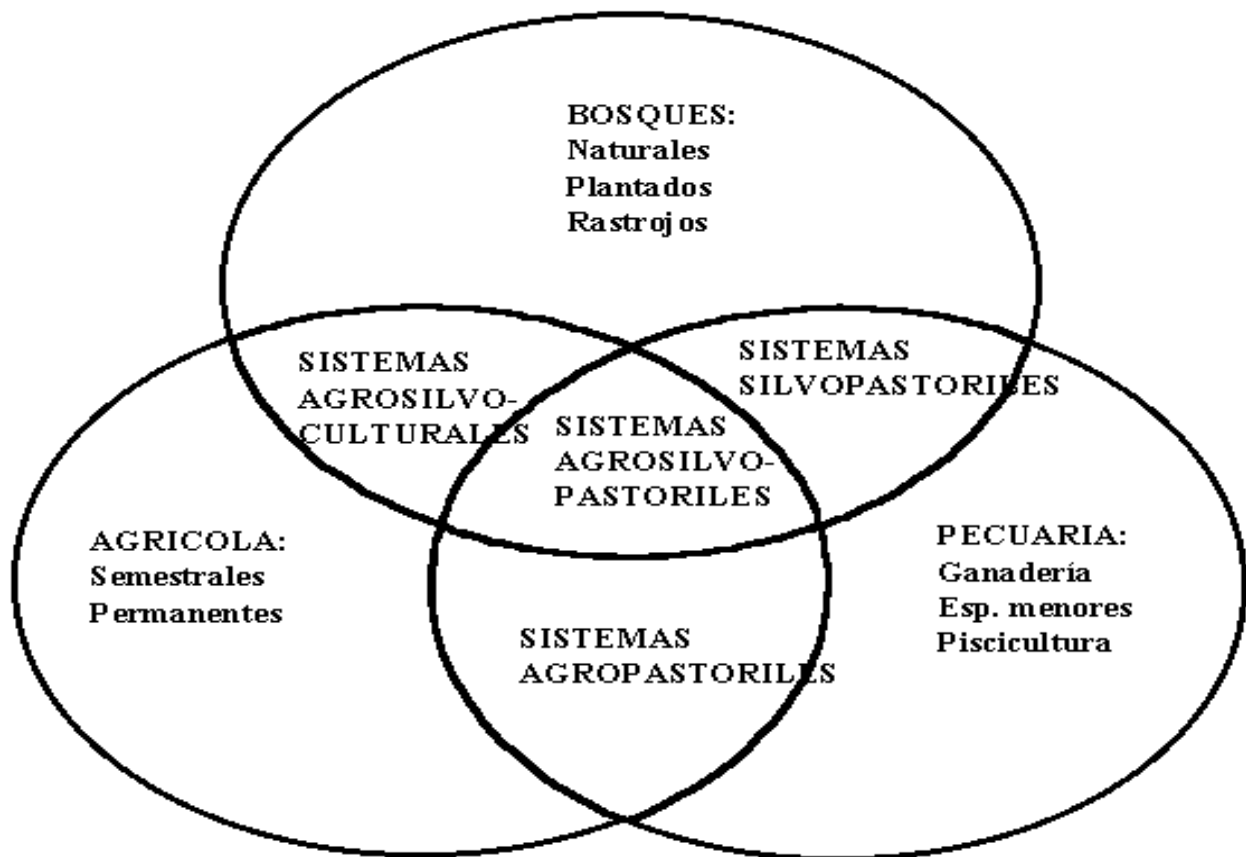 BOSQUES:
Naturales
Plantados
Rastrojos
SISTEMAS
AGROSILVO-
CULTURALES
SISTEMAS
SILVOPASTORILES
SISTEMAS
AGROSILVO-
PASTORILES
AGRICOLA:
Semestrales
Permanentes
PECUARIA:
Ganadería
Esp. menores
Piscicultura
SISTEMAS
AGROPASTORILES